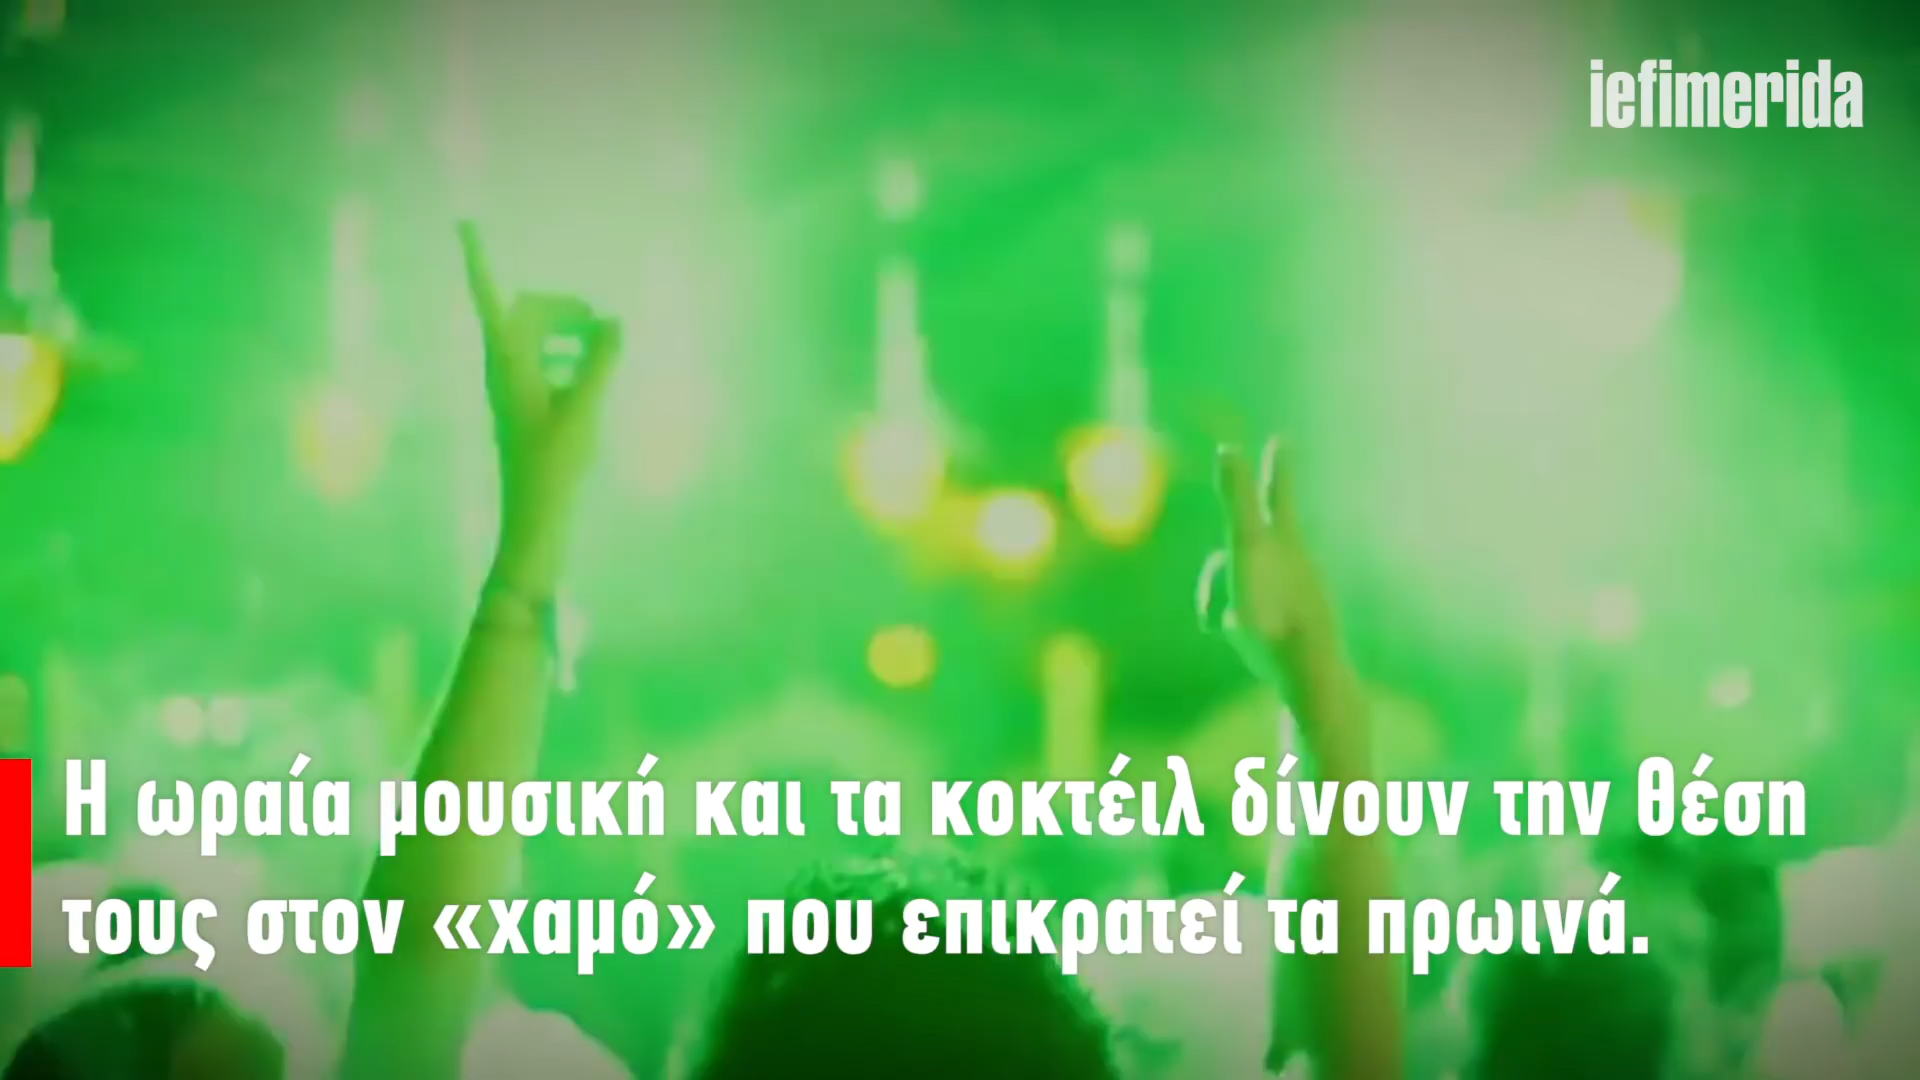 iefimerida
Η ωραία μουσική και τα κοκτέιλ δίνουν την θέση
τους στον «χαμό» που επικρατεί τα πρωινά.